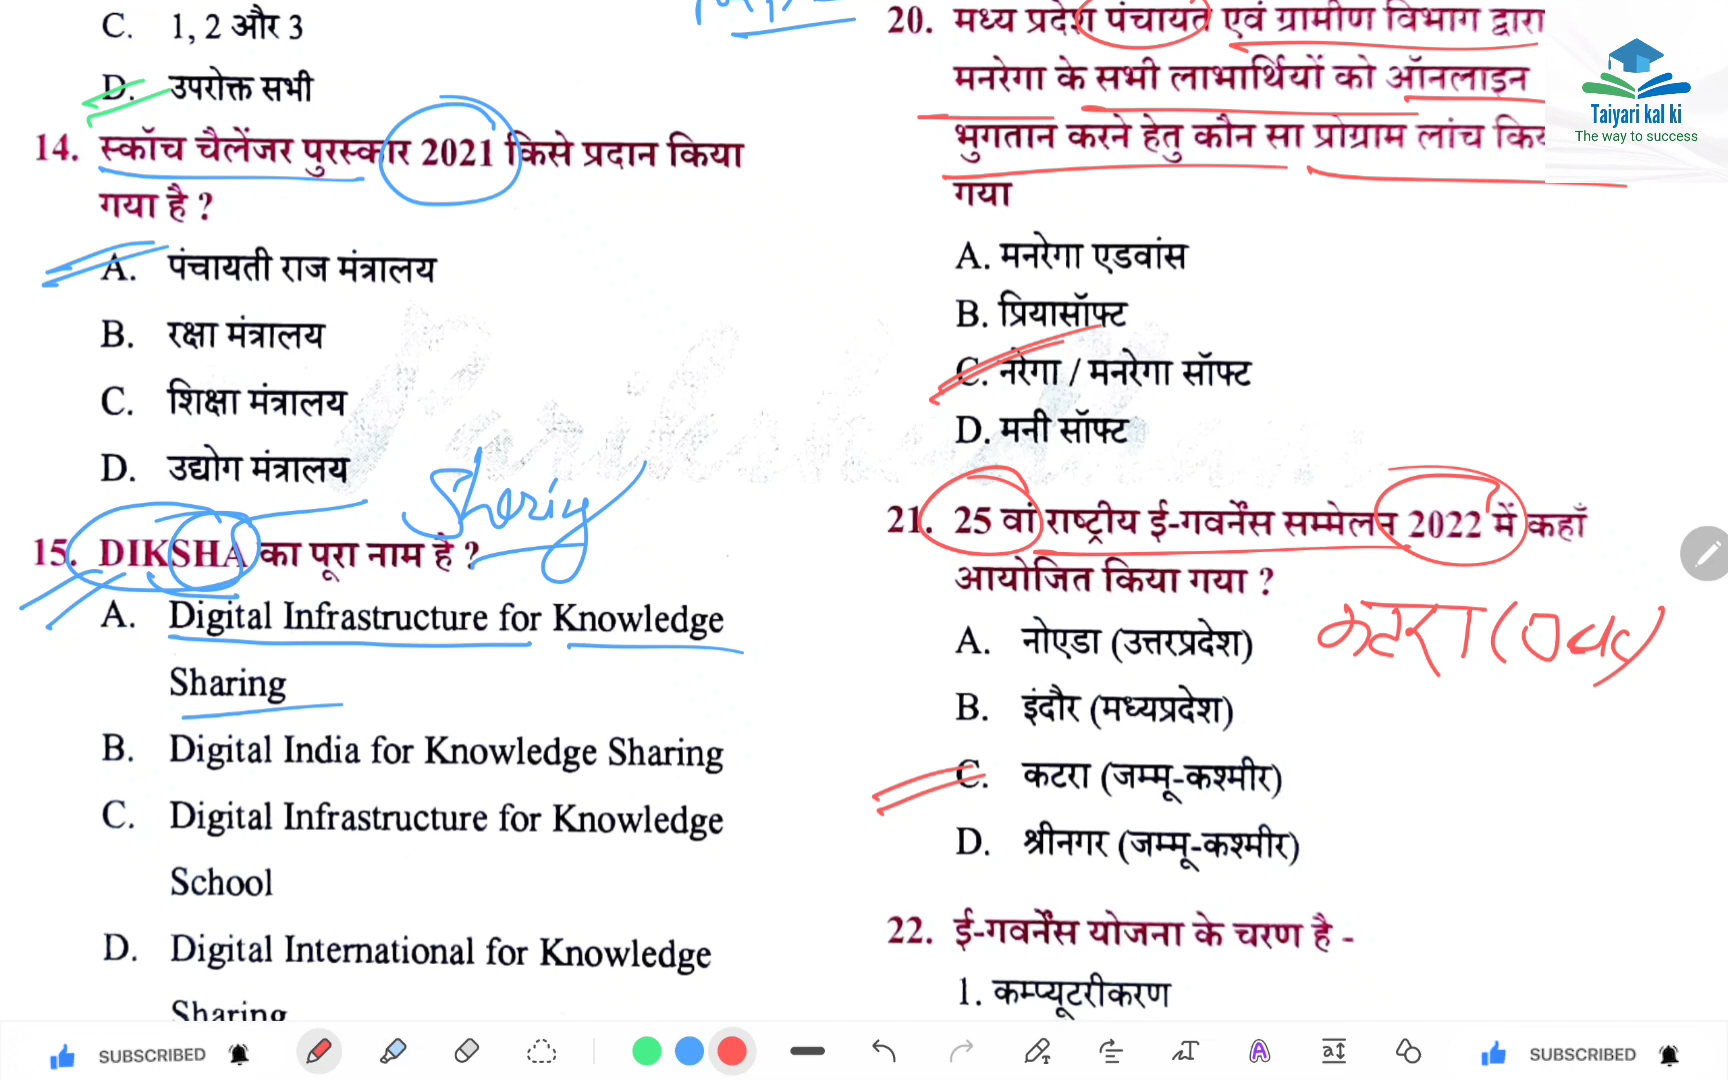 C. 1, 2 और 3
D. उपरोक्त सभी
14. स्कॉच चैलेंजर पुरस्कार 2021 किसे प्रदान किया
गया है ?
A. पंचायती राज मंत्रालय
B. रक्षा मंत्रालय
C. शिक्षा मंत्रालय
D. उद्योग मंत्रालय
15. DIKSHA का पूरा नाम है ?
A. Digital Infrastructure for Knowledge
Sharing
B. Digital India for Knowledge Sharing
C. Digital Infrastructure for Knowledge
School
D. Digital International for Knowledge
Sharing
20. मध्य प्रदेश पंचायत एवं ग्रामीण विभाग द्वारा
मनरेगा के सभी लाभार्थियों को ऑनलाइन
भुगतान करने हेतु कौन सा प्रोग्राम लांच
गया
A. मनरेगा एडवांस
B. प्रियासॉफ्ट
C. नरेगा / मनरेगा सॉफ्ट
D. मनी सॉफ्ट
21. 25 वां राष्ट्रीय ई-गवर्नेंस सम्मेलन 2022 में कहाँ
आयोजित किया गया ?
कटरा
A. नोएडा (उत्तरप्रदेश)
B. इंदौर (मध्यप्रदेश)
C. कटरा (जम्मू-कश्मीर)
D. श्रीनगर (जम्मू-कश्मीर)
22. ई-गवर्नेंस योजना के चरण है -
1. कम्प्यूटरीकरण
Taiyari kal ki
The way to success
SUBSCRIBED
SUBSCRIBED